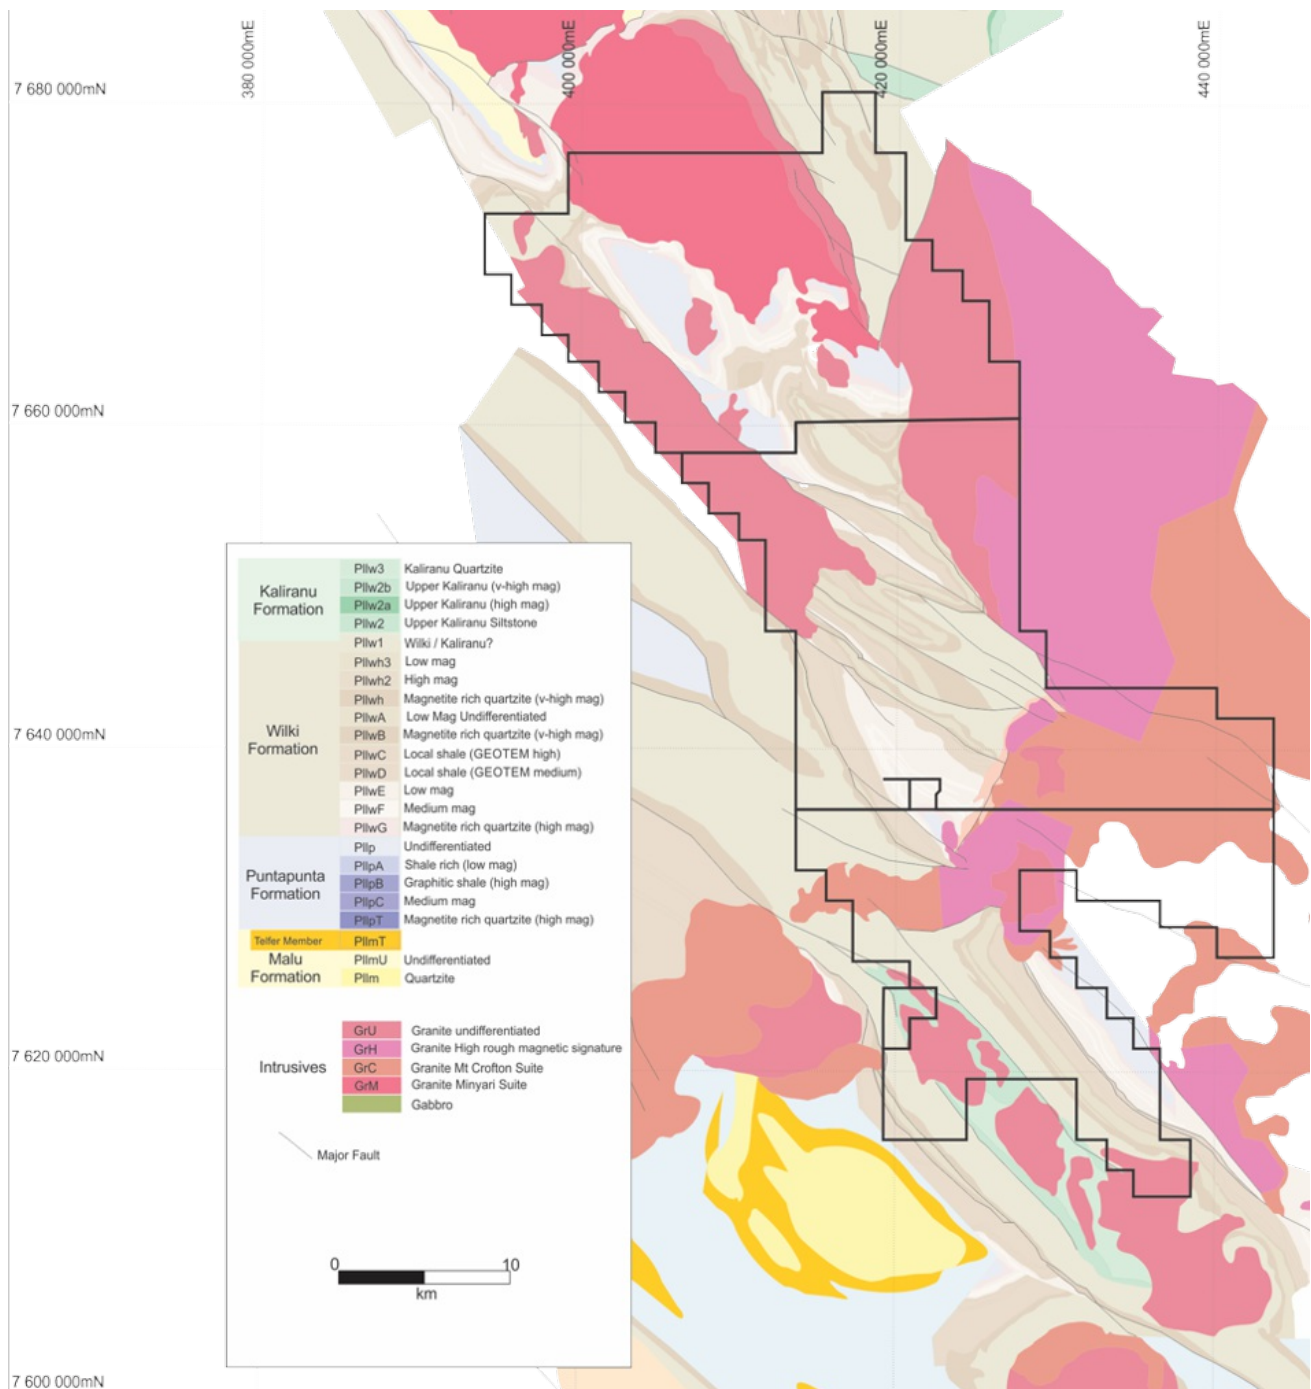 380 000mE
400 000mE
420 000mE
440 000mE
7 680 000mN
7 660 000mN
7 640 000mN
7 620 000mN
7 600 000mN
Kaliranu Formation
Pllw3 Kaliranu Quartzite
Pllw2b Upper Kaliranu (v-high mag)
Pllw2a Upper Kaliranu (high mag)
Pllw2 Upper Kaliranu Siltstone
Wilki Formation
Pllw1 Wilki / Kaliranu?
Pllwh3 Low mag
Pllwh2 High mag
Pllwh Magnetite rich quartzite (v-high mag)
PllwA Low Mag Undifferentiated
PllwB Magnetite rich quartzite (v-high mag)
PllwC Local shale (GEOTEM high)
PllwD Local shale (GEOTEM medium)
PllwE Low mag
PllwF Medium mag
PllwG Magnetite rich quartzite (high mag)
Puntapunta Formation
Pllp Undifferentiated
PllpA Shale rich (low mag)
PllpB Graphitic shale (high mag)
PllpC Medium mag
PllpT Magnetite rich quartzite (high mag)
Telfer Member PllmT
Malu Formation
PllmU Undifferentiated
Pllm Quartzite
Intrusives
GrU Granite undifferentiated
GrH Granite High rough magnetic signature
GrC Granite Mt Crofton Suite
GrM Granite Minyari Suite
Gabbro
Major Fault
0 10
km